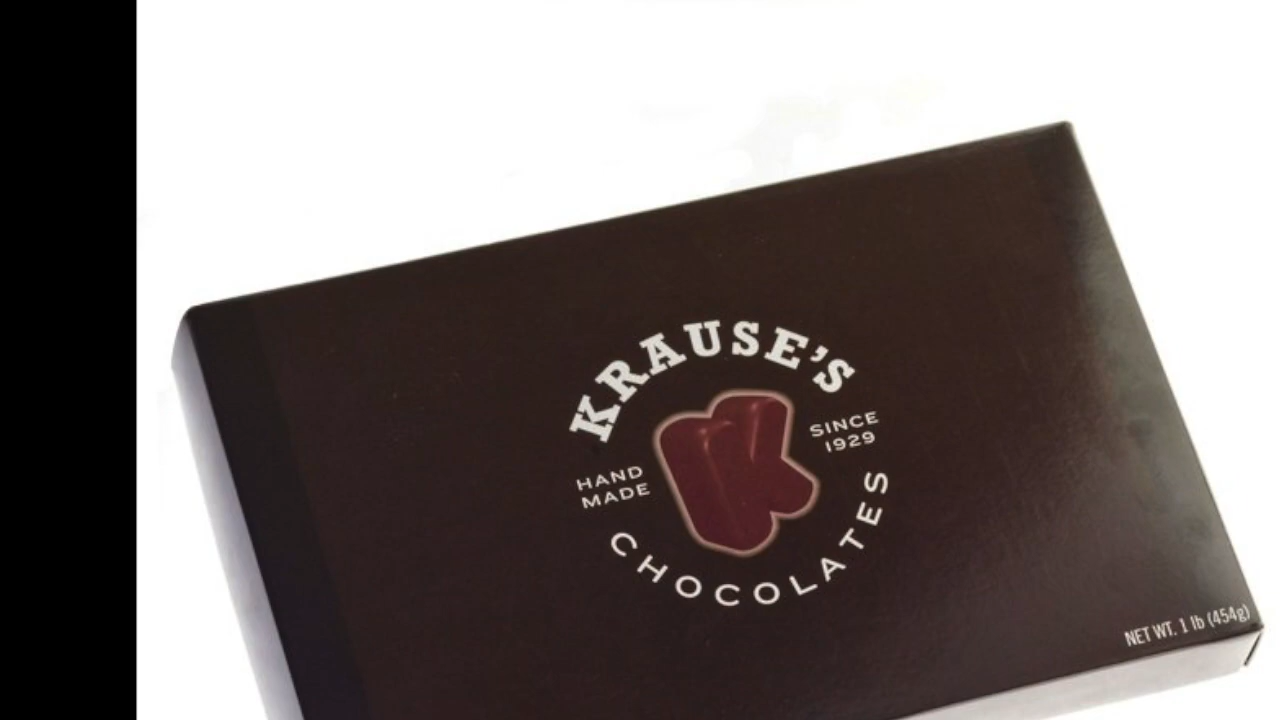 KRAUSE'S
SINCE
1929
HAND
MADE
CHOCOLATES
NET WT. 1 lb (454g)